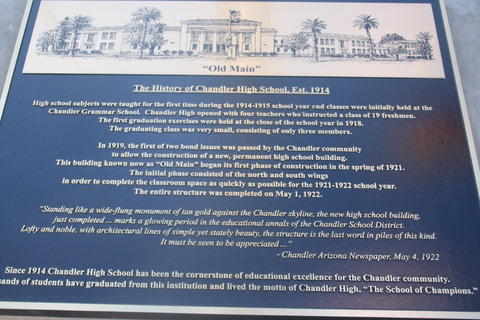 "Old Main"
The History of Chandler High School, Est. 1914
High school subjects were taught for the first time during the 1914-1915 school year and classes were initially held at the
Chandler Grammar School. Chandler High opened with four teachers who instructed a class of 19 freshmen.
The first graduation exercises were held at the close of the school year in 1918.
The graduating class was very small, consisting of only three members.
In 1919, the first of two bond issues was passed by the Chandler community
to allow the construction of a new, permanent high school building.
This building known now as "Old Main" began its first phase of construction in the spring of 1921.
The initial phase consisted of the north and south wings
in order to complete the classroom space as quickly as possible for the 1921-1922 school year.
The entire structure was completed on May 1, 1922.
"Standing like a wide-flung monument of tan gold against the Chandler skyline, the new high school building,
just completed ... marks a glowing period in the educational annals of the Chandler School District.
Lofty and noble, with architectural lines of simple yet stately beauty, the structure is the last word in piles of this kind.
It must be seen to be appreciated ..."
- Chandler Arizona Newspaper, May 4, 1922
Since 1914 Chandler High School has been the cornerstone of educational excellence for the Chandler community.
ands of students have graduated from this institution and lived the motto of Chandler High, "The School of Champions."